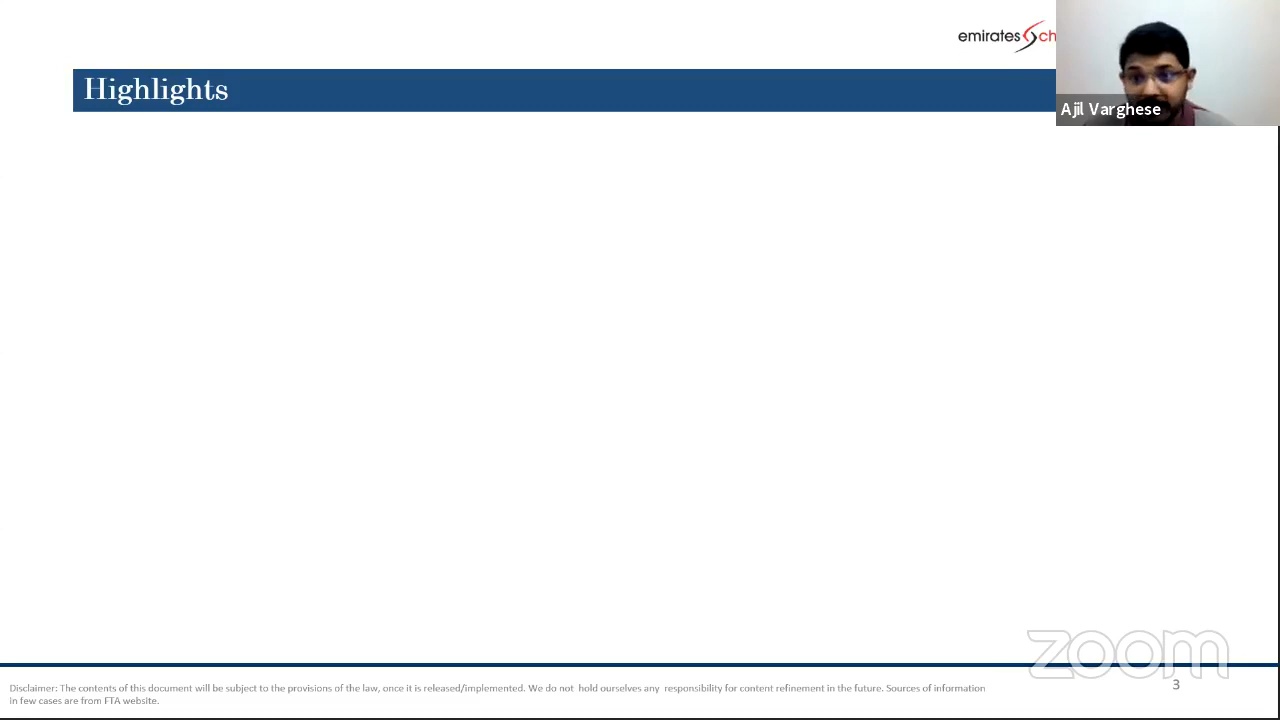 emirates ch
Highlights
Ajil Varghese
zoom
Disclaimer: The contents of this document will be subject to the provisions of the law, once it is released/implemented. We do not hold ourselves any responsibility for content refinement in the future. Sources of information
in few cases are from FTA website.
3